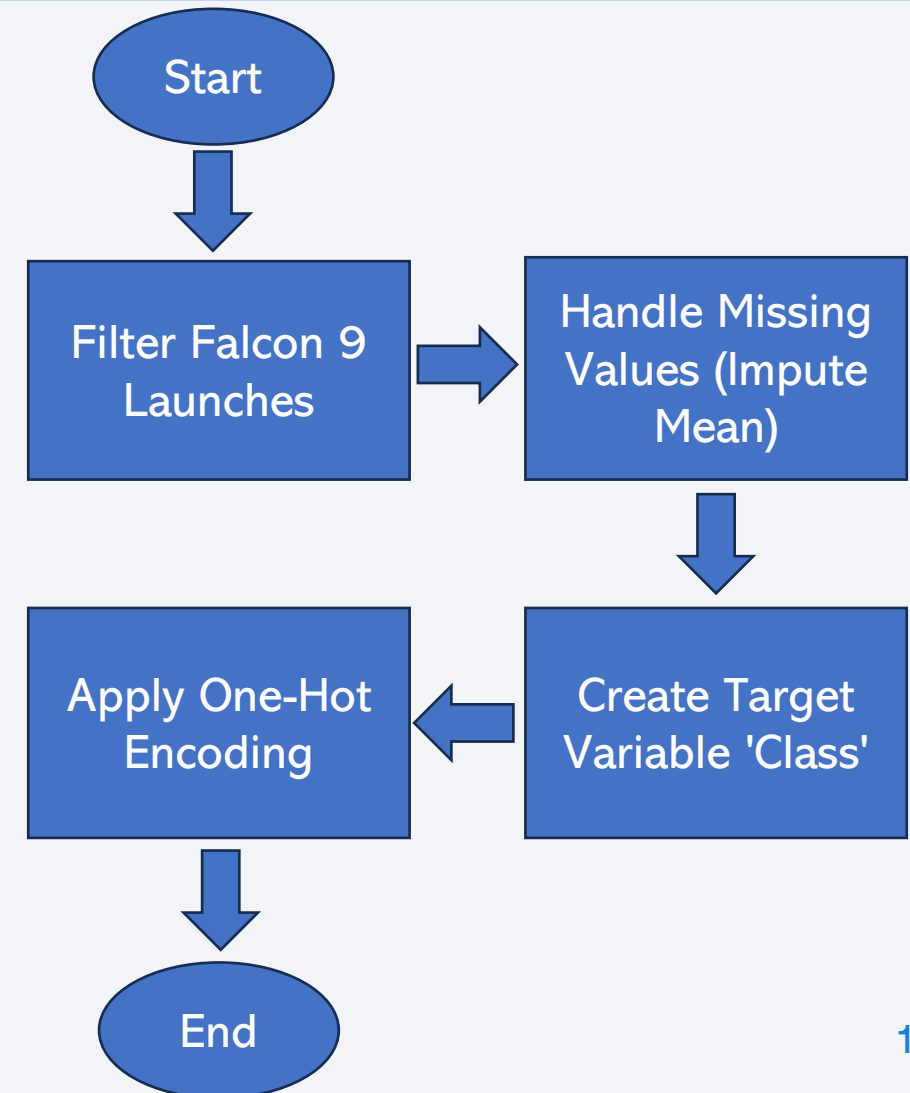 Start
Filter Falcon 9
Launches
Handle Missing
Values (Impute
Mean)
Create Target
Variable 'Class'
Apply One-Hot
Encoding
End